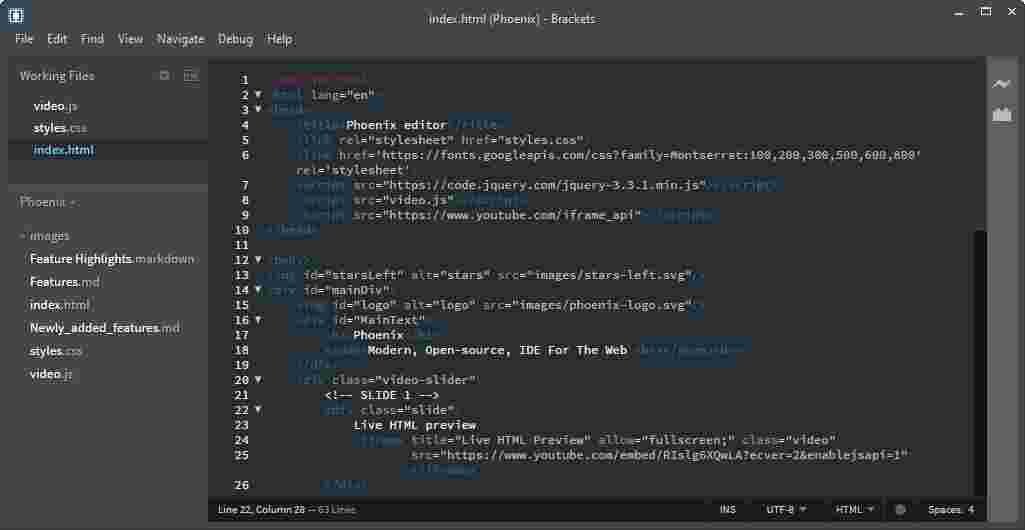 index.html (Phoenix) - Brackets
File Edit Find View Navigate Debug Help
Working Files
video.js
styles.css
index.html
Phoenix
images
Feature Highlights.markdown
Features.md
index.html
Newly_added_features.md
styles.css
video.js
1
2 html lang="en"
3 <head>
4 <title>Phoenix editor</title>
5 <link rel="stylesheet" href="styles.css"
6 <link href='https://fonts.googleapis.com/css?family=Montserrat:100,200,300,500,600,800'
rel='stylesheet'
7 <script src="https://code.jquery.com/jquery-3.3.1.min.js"></script>
8 <script src="video.js"></script>
9 <script src="https://www.youtube.com/iframe_api"></script>
10 </head>
11
12 <body>
13 <img id="starsLeft" alt="stars" src="images/stars-left.svg"/>
14 <div id="mainDiv"
15 <img id="logo" alt="logo" src="images/phoenix-logo.svg"/>
16 <div id="MainText"
17 Phoenix
18 Modern, Open-source, IDE For The Web
19 </div>
20 <div class="video-slider"
21 <!-- SLIDE 1 -->
22 <div class="slide"
23 Live HTML preview
24 <iframe title="Live HTML Preview" allow="fullscreen;" class="video"
25 src="https://www.youtube.com/embed/RIslg6XQwLA?ecver=2&enablejsapi=1"
</iframe>
26 </div>
Line 22, Column 28 — 63 Lines INS UTF-8 HTML Spaces: 4